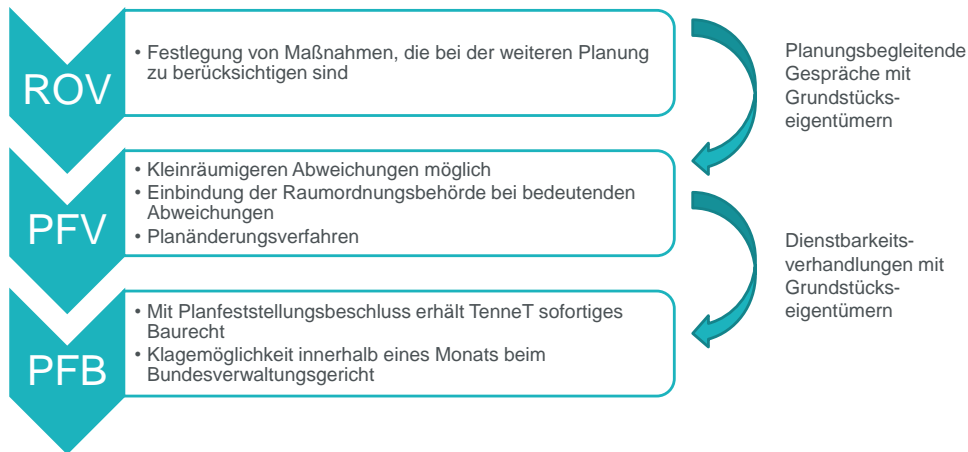 ROV
• Festlegung von Maßnahmen, die bei der weiteren Planung
zu berücksichtigen sind
Planungsbegleitende
Gespräche mit
Grundstücks-
eigentümern
PFV
• Kleinräumigeren Abweichungen möglich
• Einbindung der Raumordnungsbehörde bei bedeutenden
Abweichungen
• Planänderungsverfahren
Dienstbarkeits-
verhandlungen mit
Grundstücks-
eigentümern
PFB
• Mit Planfeststellungsbeschluss erhält TenneT sofortiges
Baurecht
• Klagemöglichkeit innerhalb eines Monats beim
Bundesverwaltungsgericht